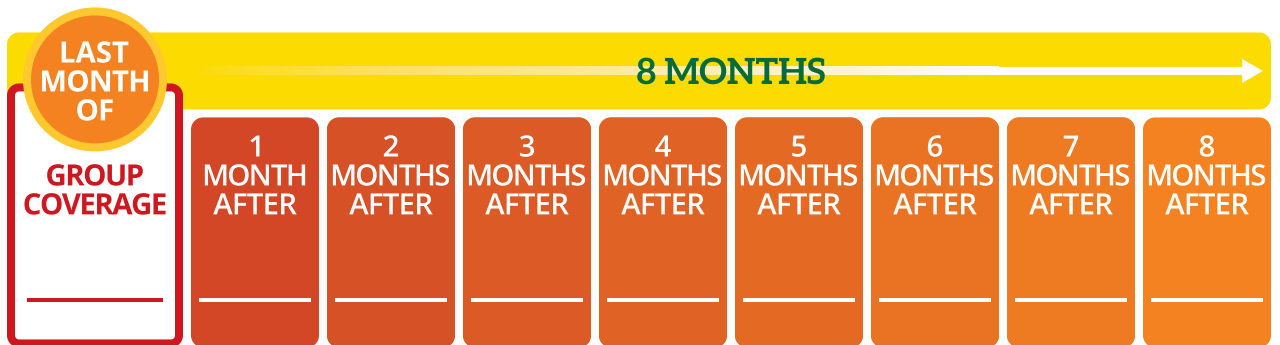 LAST
MONTH
OF
GROUP
COVERAGE
8 MONTHS
1
MONTH
AFTER
2
MONTHS
AFTER
3
MONTHS
AFTER
4
MONTHS
AFTER
5
MONTHS
AFTER
6
MONTHS
AFTER
7
MONTHS
AFTER
8
MONTHS
AFTER